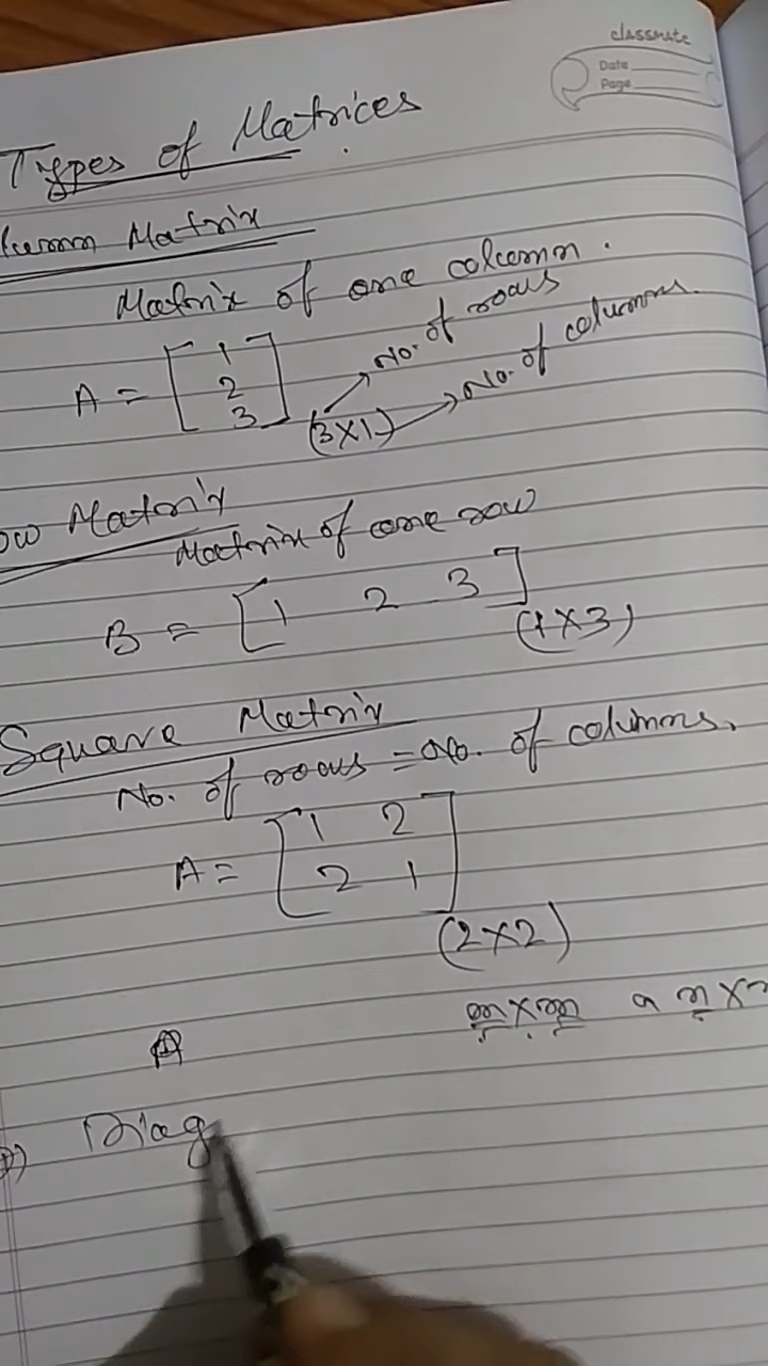 classmate
Date
Page
Types of Matrices
lumn Matrix
Matrix of one column.
No. of rows
No. of columns.
A = [1 2 3] (3×1)
ow Matrix
Matrix of one row
B = [1 2 3] (1×3)
Square Matrix
No. of rows = No. of columns.
A = [1 2
2 1] (2×2)
m×m n×n
Diag